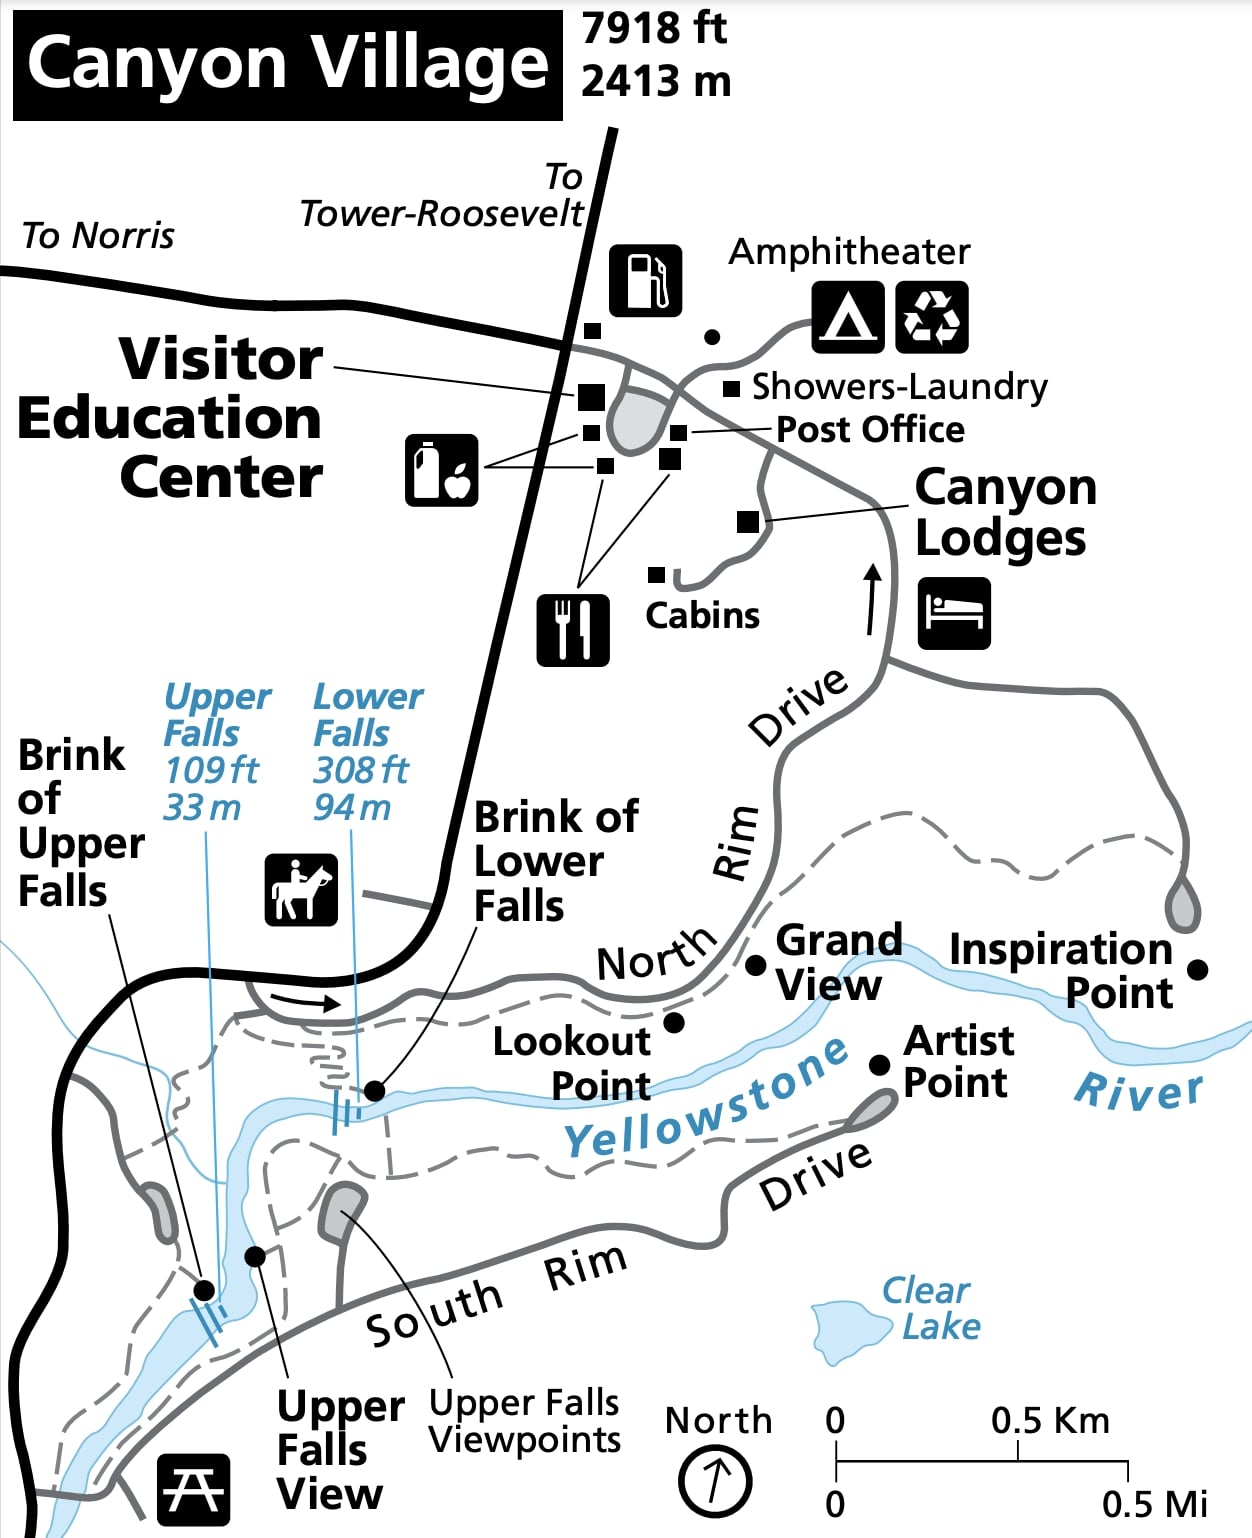 Canyon Village
7918 ft
2413 m
To
Tower-Roosevelt
To Norris
Amphitheater
Visitor
Education
Center
Showers-Laundry
Post Office
Canyon
Lodges
Cabins
Upper
Falls
109 ft
33 m
Lower
Falls
308 ft
94 m
Brink
of
Upper
Falls
Brink of
Lower
Falls
North Rim Drive
Grand
View
Inspiration
Point
Lookout
Point
Artist
Point
Yellowstone River
South Rim Drive
Clear
Lake
Upper
Falls
View
Upper Falls
Viewpoints
North
0 0.5 Km
0 0.5 Mi